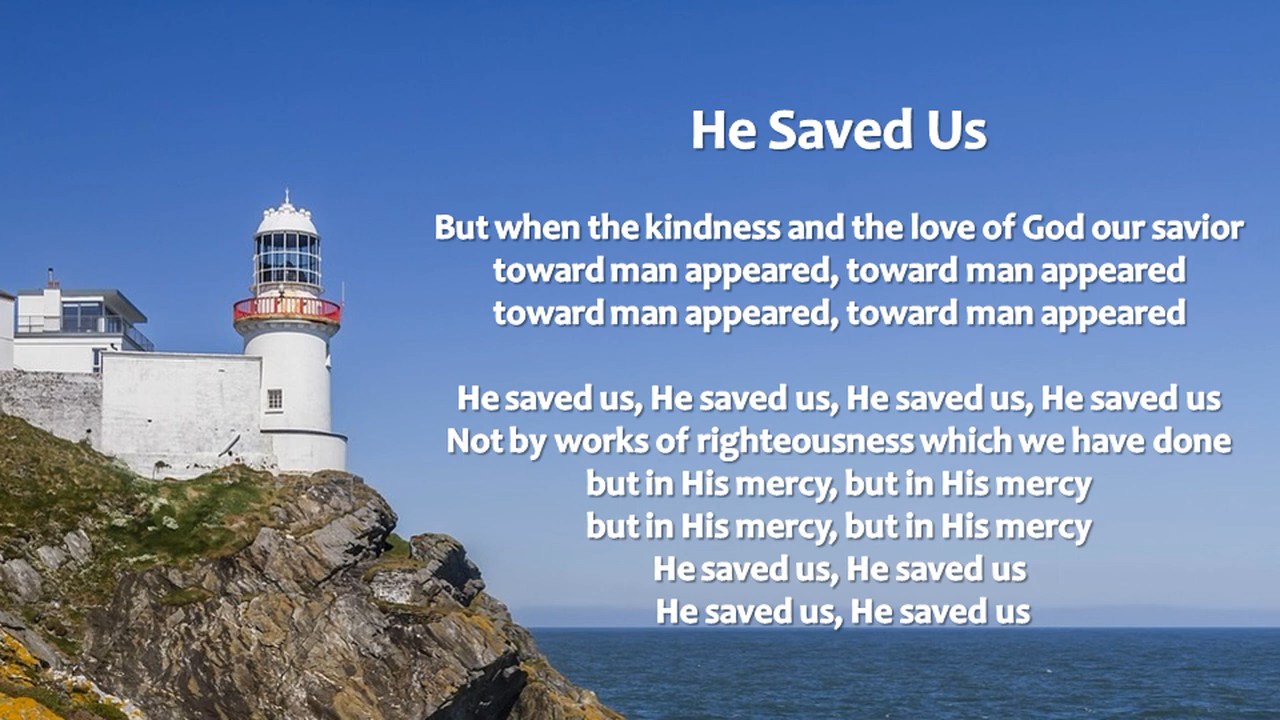 He Saved Us
But when the kindness and the love of God our savior
toward man appeared, toward man appeared
toward man appeared, toward man appeared
He saved us, He saved us, He saved us, He saved us
Not by works of righteousness which we have done
but in His mercy, but in His mercy
but in His mercy, but in His mercy
He saved us, He saved us
He saved us, He saved us